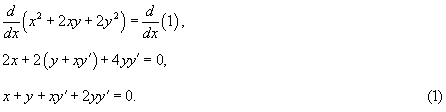 d/dx (x² + 2xy + 2y²) = d/dx (1),
2x + 2(y + xy′) + 4yy′ = 0,
x + y + xy′ + 2yy′ = 0. (1)